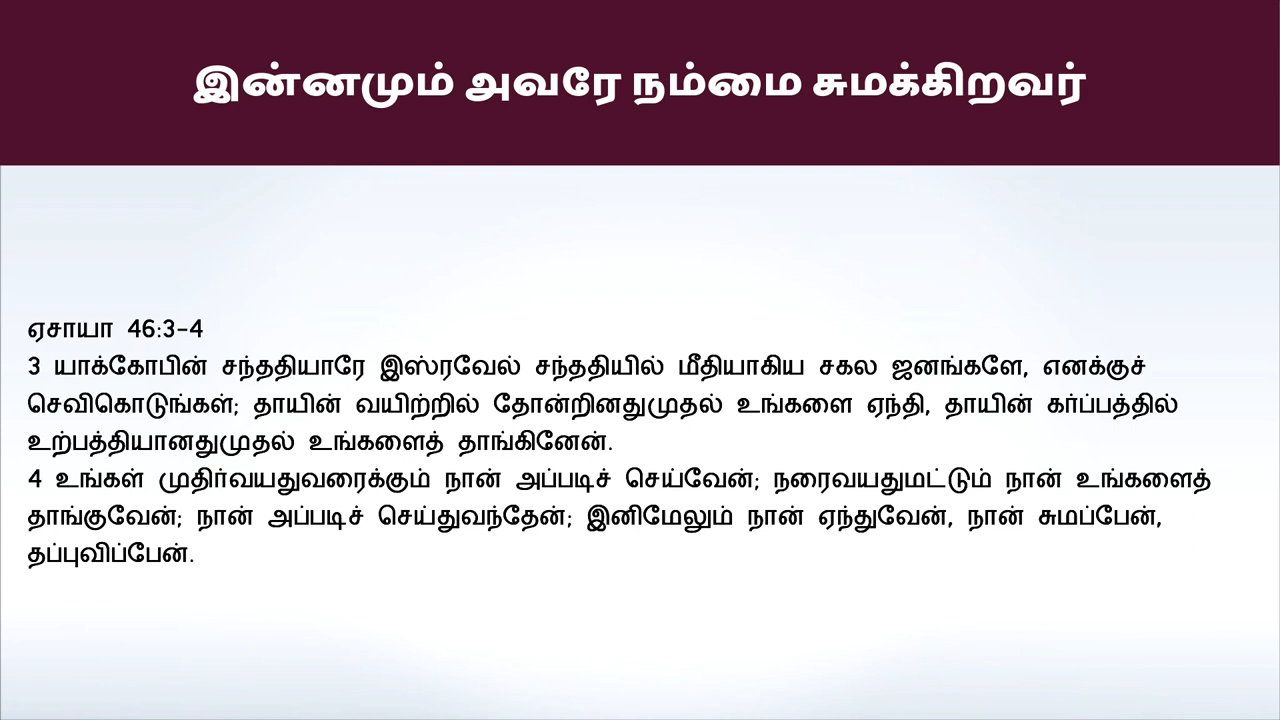 இன்னமும் அவரே நம்மை சுமக்கிறவர்
ஏசாயா 46:3-4
3 யாக்கோபின் சந்ததியாரே இஸ்ரவேல் சந்ததியில் மீதியாகிய சகல ஜனங்களே, எனக்குச்
செவிகொடுங்கள்; தாயின் வயிற்றில் தோன்றினதுமுதல் உங்களை ஏந்தி, தாயின் கர்ப்பத்தில்
உற்பத்தியானதுமுதல் உங்களைத் தாங்கினேன்.
4 உங்கள் முதிர்வயதுவரைக்கும் நான் அப்படிச் செய்வேன்; நரைவயதுமட்டும் நான் உங்களைத்
தாங்குவேன்; நான் அப்படிச் செய்துவந்தேன்; இனிமேலும் நான் ஏந்துவேன், நான் சுமப்பேன்,
தப்புவிப்பேன்.